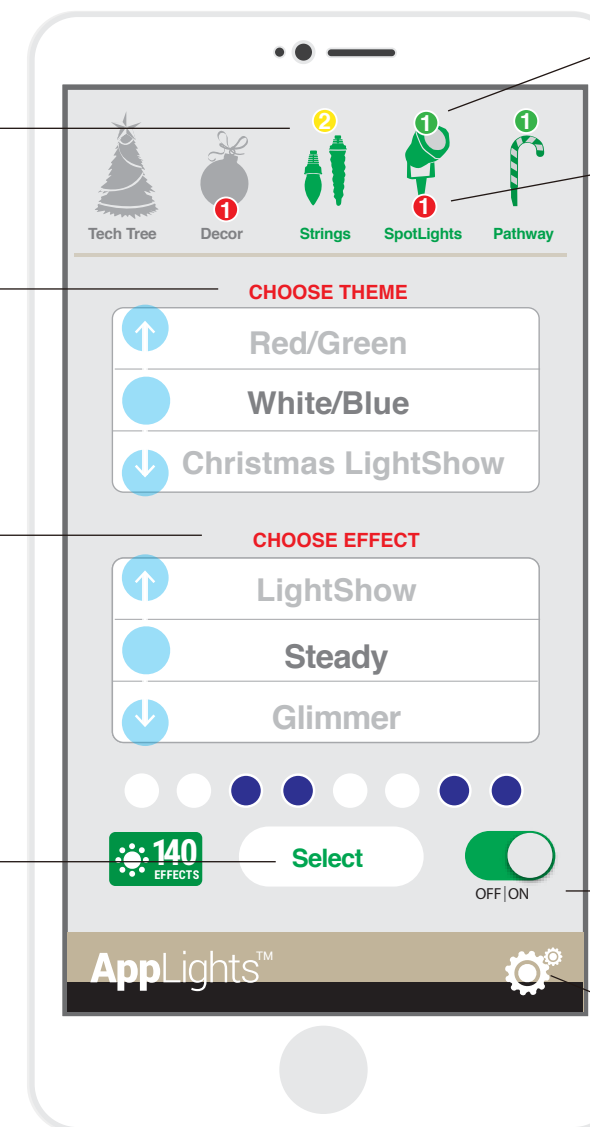 2 1 1
1 1
Tech Tree Decor Strings SpotLights Pathway
CHOOSE THEME
Red/Green
White/Blue
Christmas LightShow
CHOOSE EFFECT
LightShow
Steady
Glimmer
140
EFFECTS
Select
OFF|ON
AppLights™